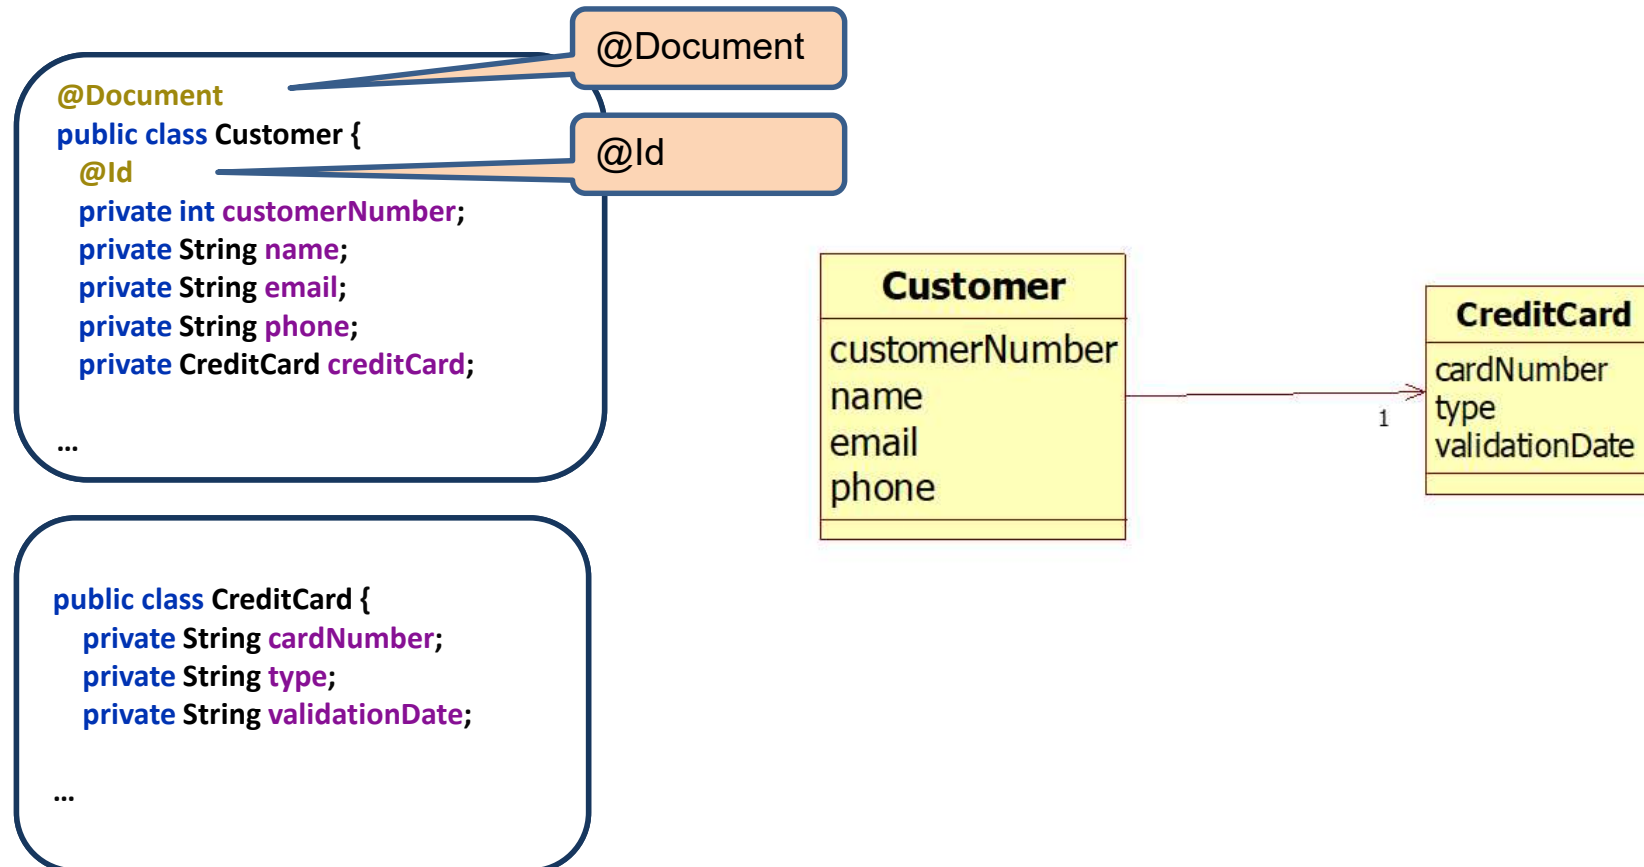 @Document
public class Customer {
@Id
private int customerNumber;
private String name;
private String email;
private String phone;
private CreditCard creditCard;
...
@Document
@Id
public class CreditCard {
private String cardNumber;
private String type;
private String validationDate;
...
Customer
customerNumber
name
email
phone
1
CreditCard
cardNumber
type
validationDate